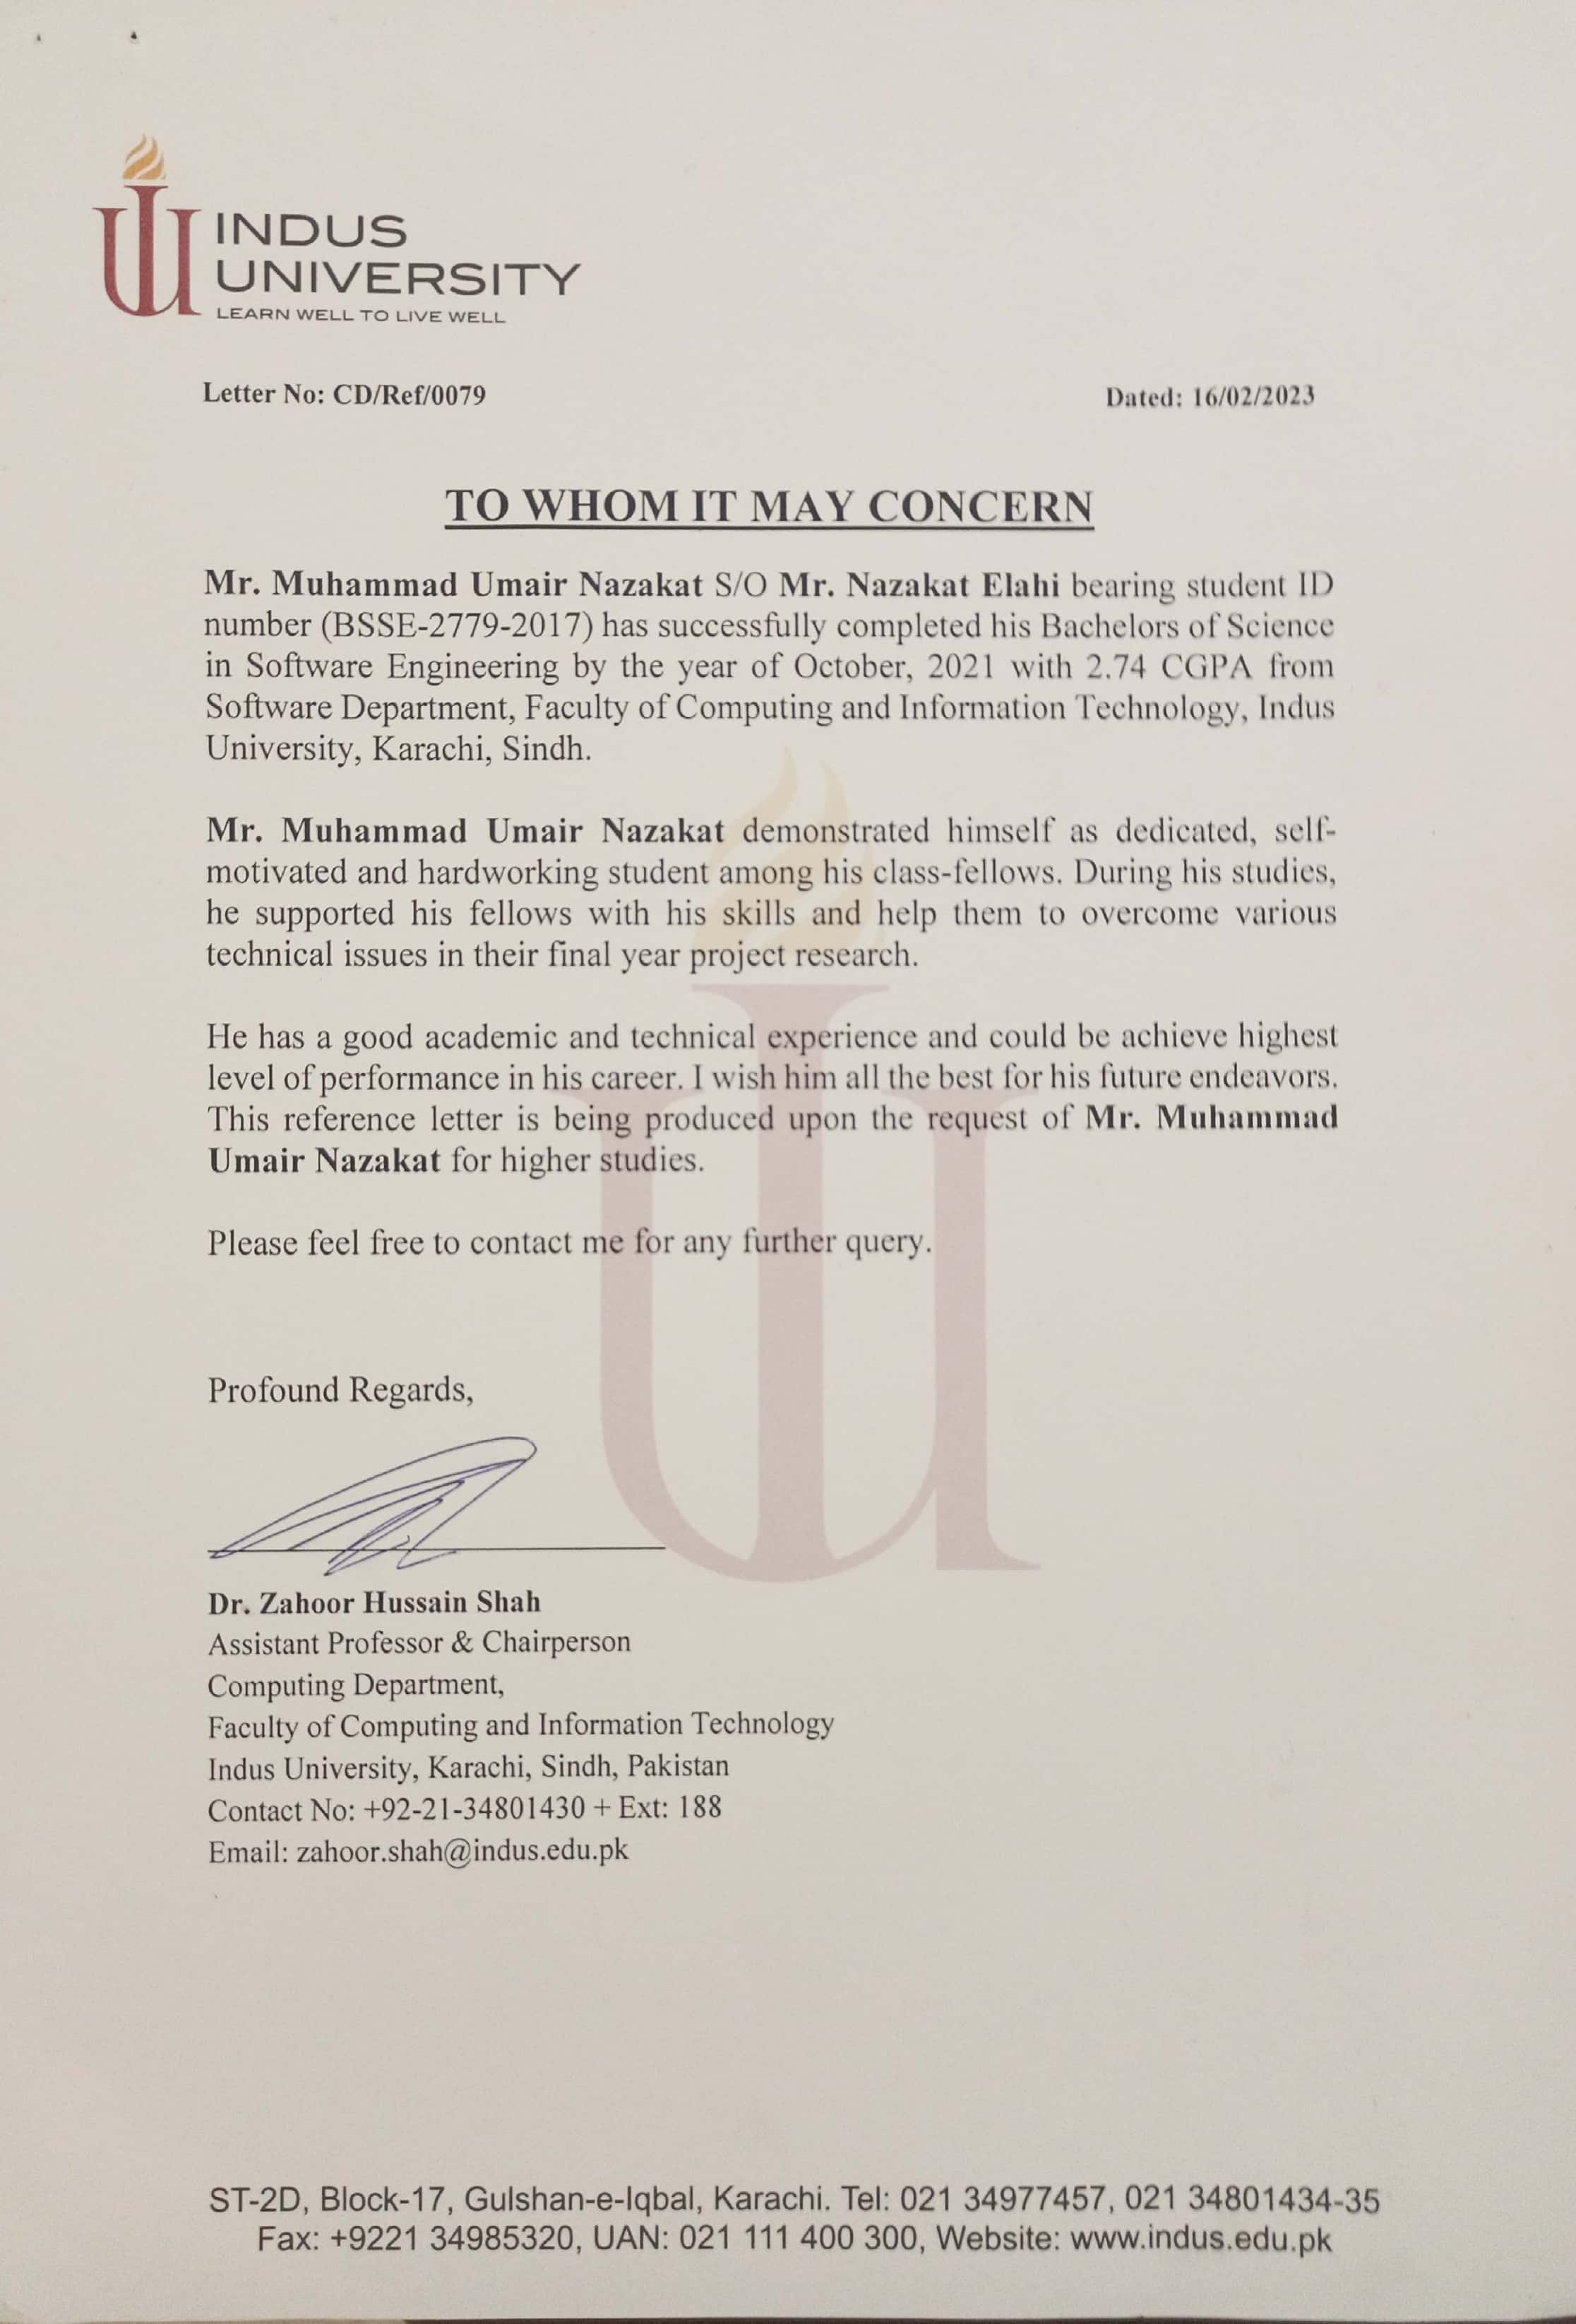 INDUS
UNIVERSITY
LEARN WELL TO LIVE WELL
Letter No: CD/Ref/0079
Dated: 16/02/2023
TO WHOM IT MAY CONCERN
Mr. Muhammad Umair Nazakat S/O Mr. Nazakat Elahi bearing student ID
number (BSSE-2779-2017) has successfully completed his Bachelors of Science
in Software Engineering by the year of October, 2021 with 2.74 CGPA from
Software Department, Faculty of Computing and Information Technology, Indus
University, Karachi, Sindh.
Mr. Muhammad Umair Nazakat demonstrated himself as dedicated, self-
motivated and hardworking student among his class-fellows. During his studies,
he supported his fellows with his skills and help them to overcome various
technical issues in their final year project research.
He has a good academic and technical experience and could be achieve highest
level of performance in his career. I wish him all the best for his future endeavors.
This reference letter is being produced upon the request of Mr. Muhammad
Umair Nazakat for higher studies.
Please feel free to contact me for any further query.
Profound Regards,
Dr. Zahoor Hussain Shah
Assistant Professor & Chairperson
Computing Department,
Faculty of Computing and Information Technology
Indus University, Karachi, Sindh, Pakistan
Contact No: +92-21-34801430 + Ext: 188
Email: zahoor.shah@indus.edu.pk
ST-2D, Block-17, Gulshan-e-Iqbal, Karachi. Tel: 021 34977457, 021 34801434-35
Fax: +9221 34985320, UAN: 021 111 400 300, Website: www.indus.edu.pk